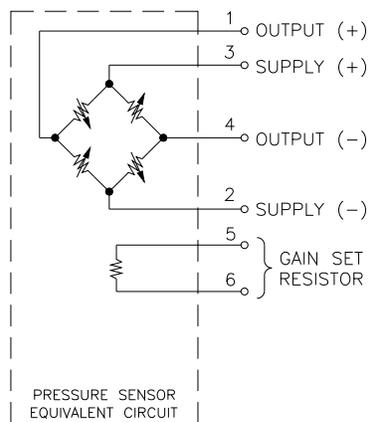 1 OUTPUT (+)
3 SUPPLY (+)
4 OUTPUT (−)
2 SUPPLY (−)
5
6
GAIN SET
RESISTOR
PRESSURE SENSOR
EQUIVALENT CIRCUIT